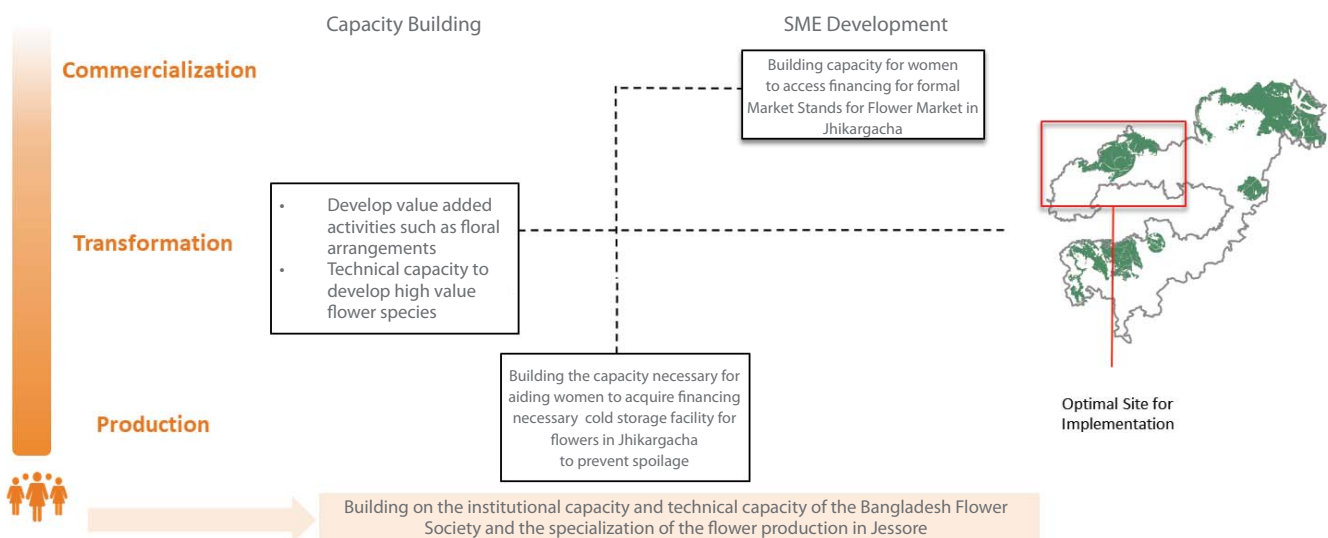 Capacity Building
SME Development
Commercialization
Building capacity for women
to access financing for formal
Market Stands for Flower Market in
Jhikargacha
Transformation
• Develop value added
activities such as floral
arrangements
• Technical capacity to
develop high value
flower species
Production
Building the capacity necessary for
aiding women to acquire financing
necessary cold storage facility for
flowers in Jhikargacha
to prevent spoilage
Optimal Site for
Implementation
Building on the institutional capacity and technical capacity of the Bangladesh Flower
Society and the specialization of the flower production in Jessore